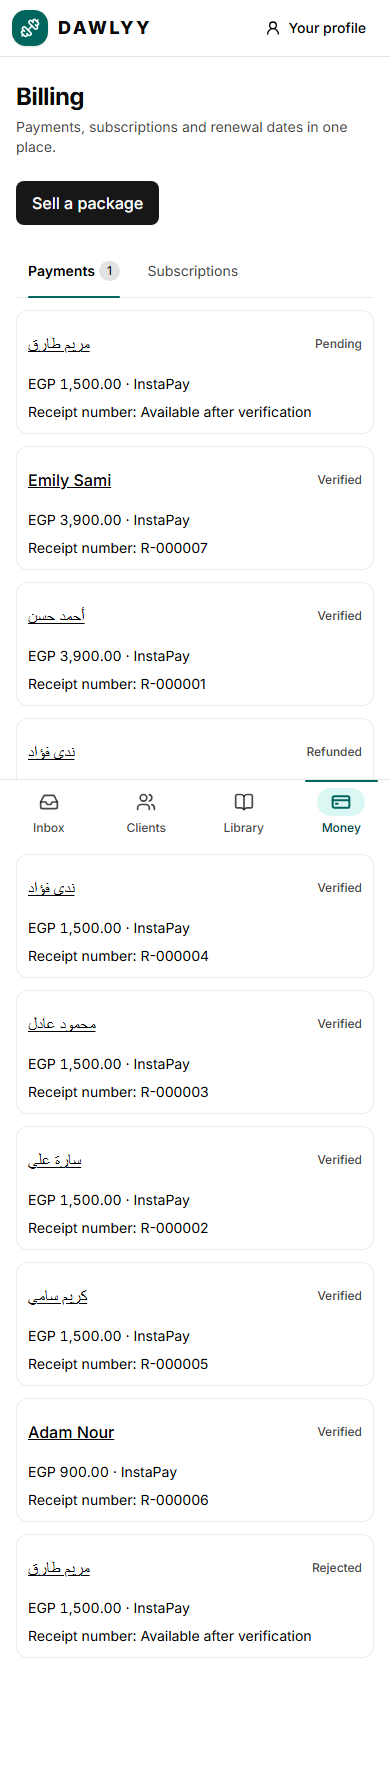 DAWLYY
Your profile
Billing
Payments, subscriptions and renewal dates in one
place.
Sell a package
Payments 1
Subscriptions
مريم طارق
Pending
EGP 1,500.00 · InstaPay
Receipt number: Available after verification
Emily Sami
Verified
EGP 3,900.00 · InstaPay
Receipt number: R-000007
أحمد حسن
Verified
EGP 3,900.00 · InstaPay
Receipt number: R-000001
ندى فؤاد
Refunded
Inbox
Clients
Library
Money
ندى فؤاد
Verified
EGP 1,500.00 · InstaPay
Receipt number: R-000004
محمود عادل
Verified
EGP 1,500.00 · InstaPay
Receipt number: R-000003
سارة علي
Verified
EGP 1,500.00 · InstaPay
Receipt number: R-000002
كريم سامي
Verified
EGP 1,500.00 · InstaPay
Receipt number: R-000005
Adam Nour
Verified
EGP 900.00 · InstaPay
Receipt number: R-000006
مريم طارق
Rejected
EGP 1,500.00 · InstaPay
Receipt number: Available after verification